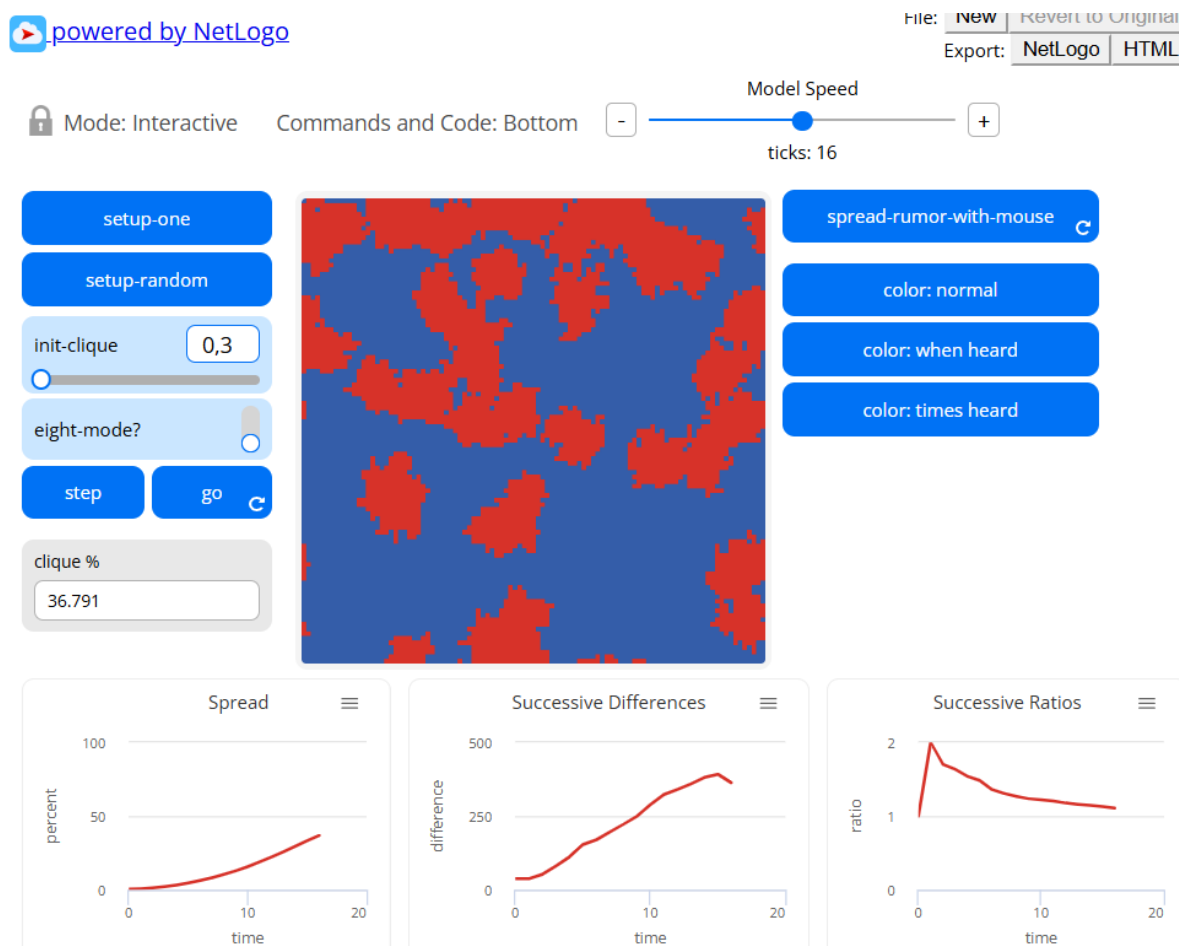 powered by NetLogo
File: New Revert to Original
Export: NetLogo HTML
Mode: Interactive Commands and Code: Bottom
Model Speed
- +
ticks: 16
setup-one
setup-random
init-clique 0,3
eight-mode?
step go
clique %
36.791
spread-rumor-with-mouse
color: normal
color: when heard
color: times heard
Spread
100
50
0
percent
0 10 20
time
Successive Differences
500
250
0
difference
0 10 20
time
Successive Ratios
2
1
0
ratio
0 10 20
time